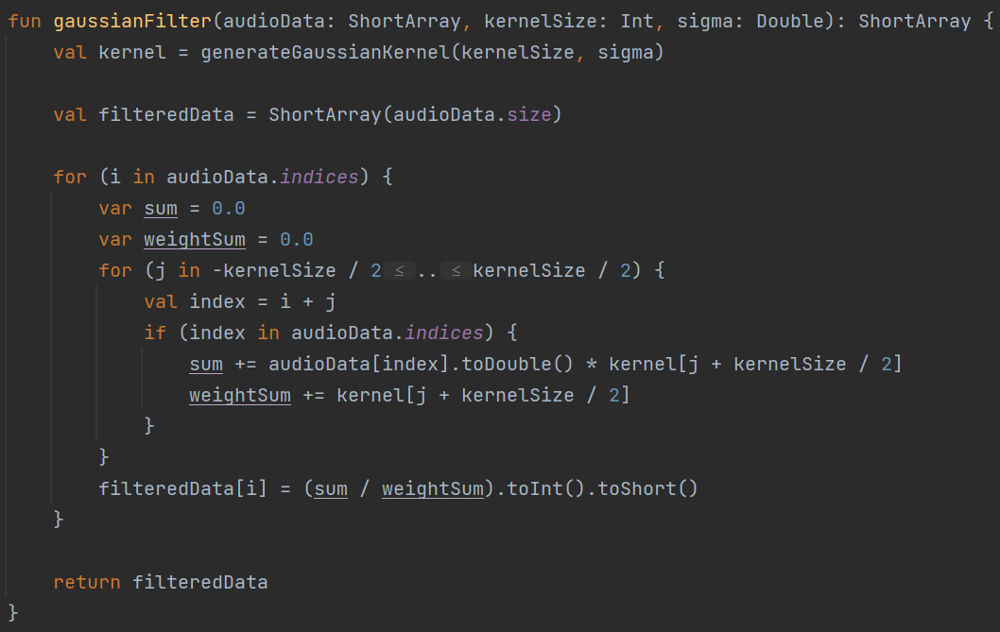 fun gaussianFilter(audioData: ShortArray, kernelSize: Int, sigma: Double): ShortArray {
    val kernel = generateGaussianKernel(kernelSize, sigma)

    val filteredData = ShortArray(audioData.size)

    for (i in audioData.indices) {
        var sum = 0.0
        var weightSum = 0.0
        for (j in -kernelSize / 2 ≤ .. ≤ kernelSize / 2) {
            val index = i + j
            if (index in audioData.indices) {
                sum += audioData[index].toDouble() * kernel[j + kernelSize / 2]
                weightSum += kernel[j + kernelSize / 2]
            }
        }
        filteredData[i] = (sum / weightSum).toInt().toShort()
    }

    return filteredData
}